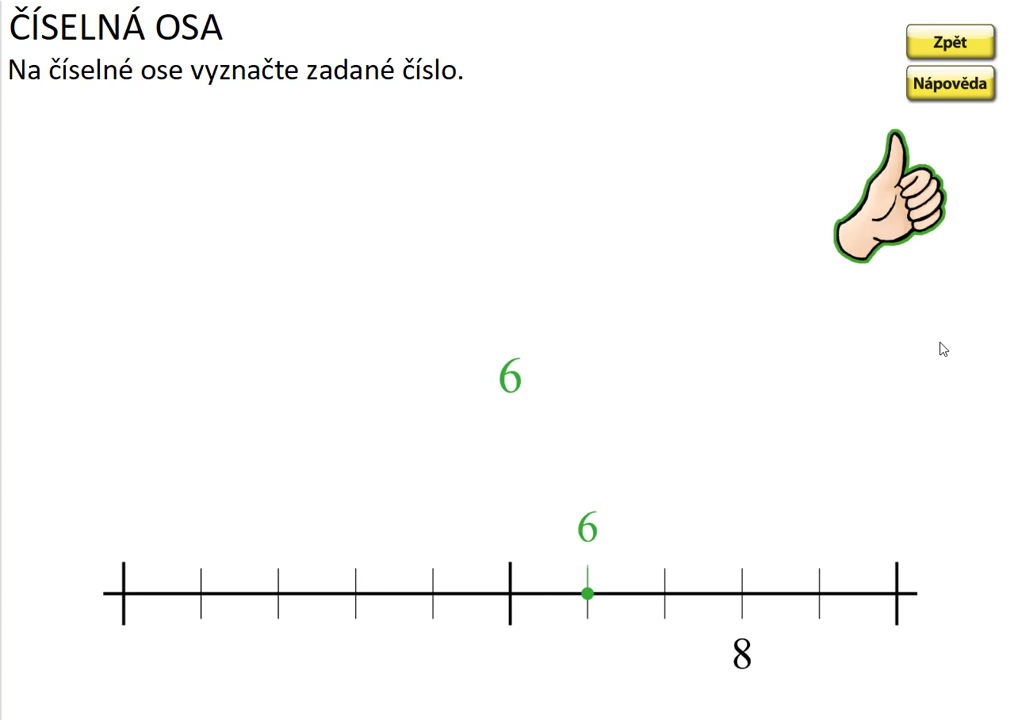 ČÍSELNÁ OSA
Na číselné ose vyznačte zadané číslo.
Zpět
Nápověda
6
6
8